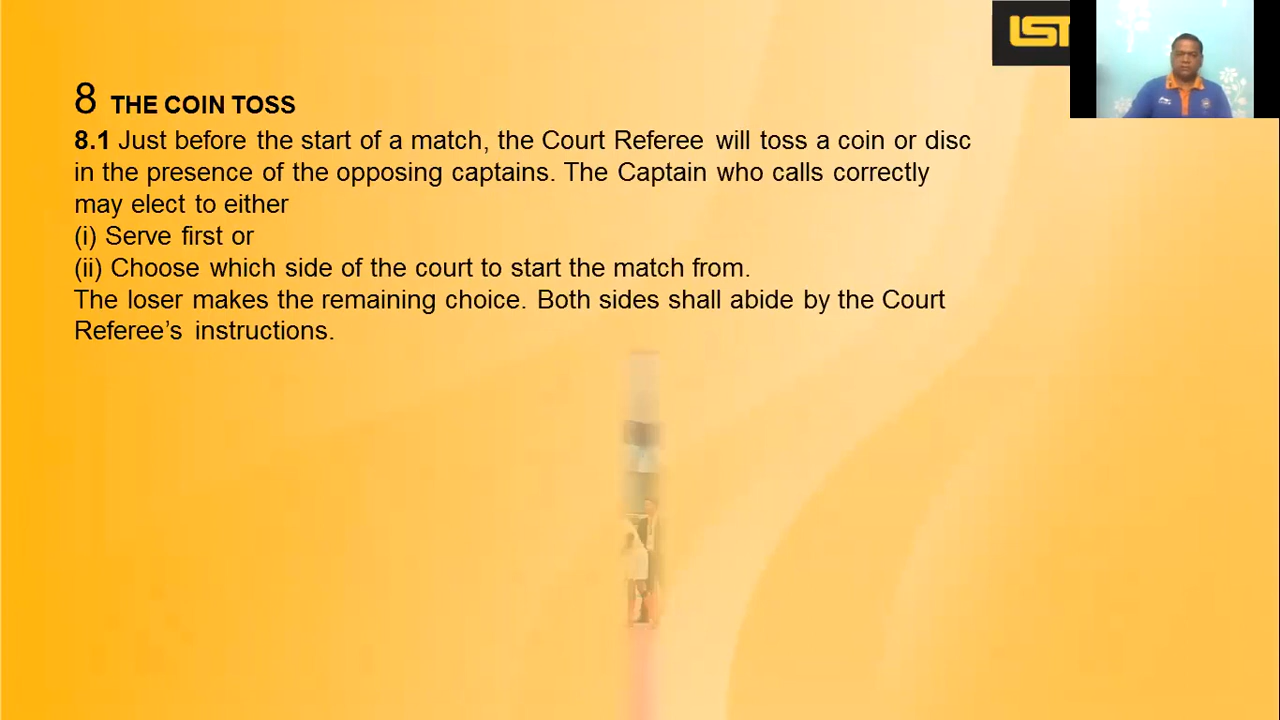 8 THE COIN TOSS
8.1 Just before the start of a match, the Court Referee will toss a coin or disc
in the presence of the opposing captains. The Captain who calls correctly
may elect to either
(i) Serve first or
(ii) Choose which side of the court to start the match from.
The loser makes the remaining choice. Both sides shall abide by the Court
Referee’s instructions.